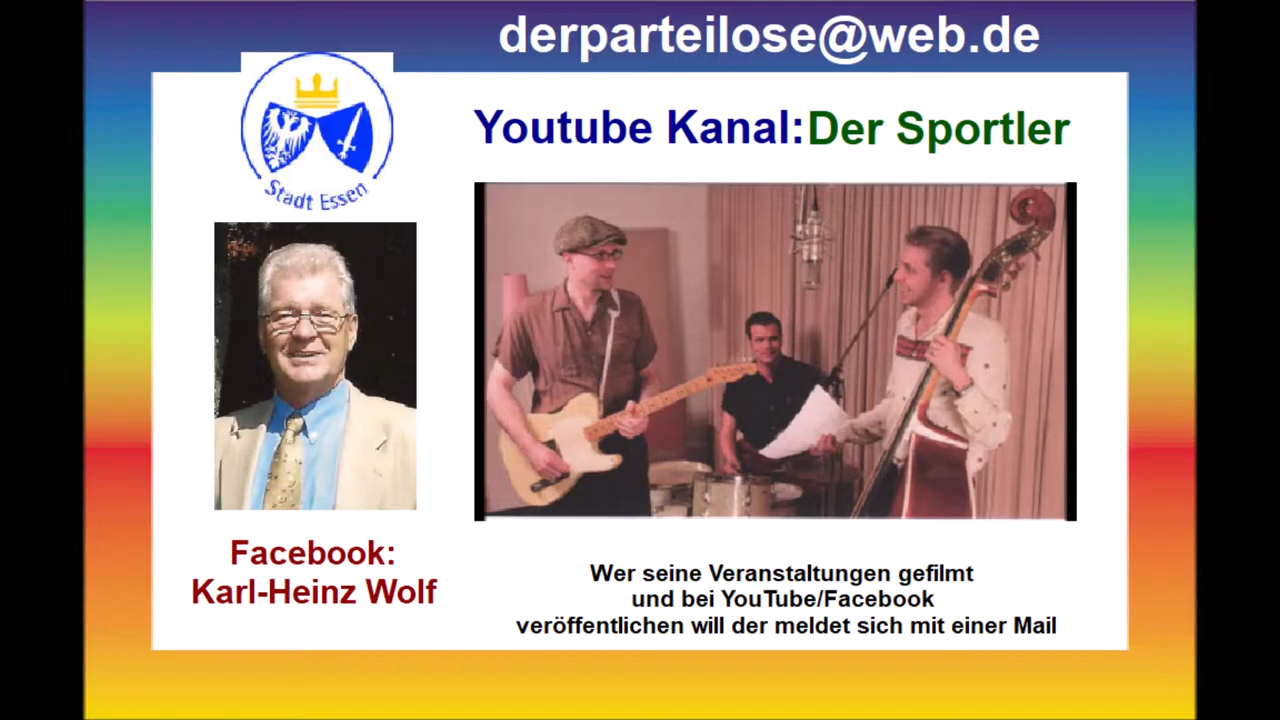 derparteilose@web.de
Youtube Kanal:Der Sportler
Stadt Essen
Facebook:
Karl-Heinz Wolf
Wer seine Veranstaltungen gefilmt
und bei YouTube/Facebook
veröffentlichen will der meldet sich mit einer Mail